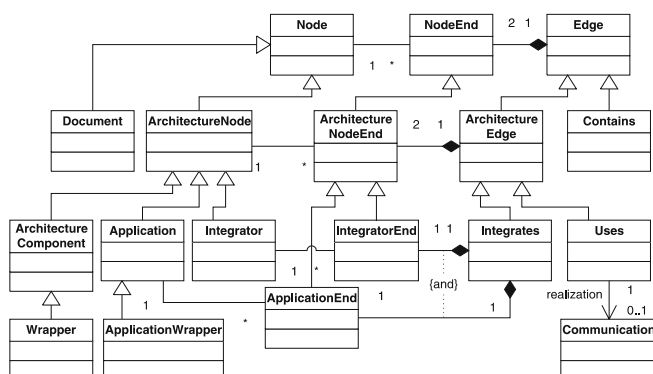 Node
NodeEnd
2 1
Edge
1 *
Document
ArchitectureNode
Architecture
NodeEnd
2 1
Architecture
Edge
Contains
1 *
Architecture
Component
Application
Integrator
IntegratorEnd
1 1
Integrates
Uses
1 *
{and}
1
realization
Wrapper
1
ApplicationWrapper
*
ApplicationEnd
1
1
0..1
Communication